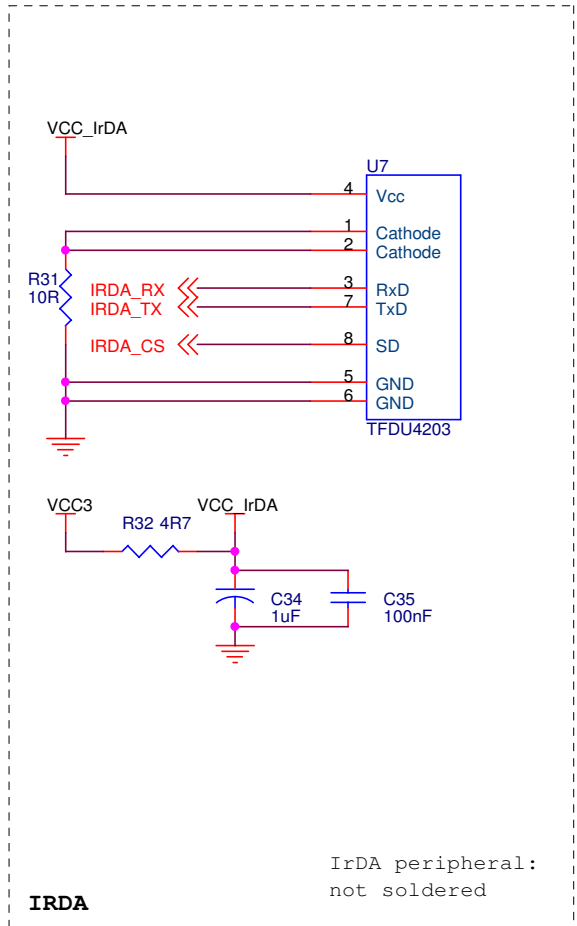 VCC_IrDA
U7
4 Vcc
1 Cathode
2 Cathode
R31
10R
IRDA_RX 3 RxD
IRDA_TX 7 TxD
IRDA_CS 8 SD
5 GND
6 GND
TFDU4203
VCC3 VCC_IrDA
R32 4R7
C34 C35
1uF 100nF
IrDA peripheral:
not soldered
IRDA